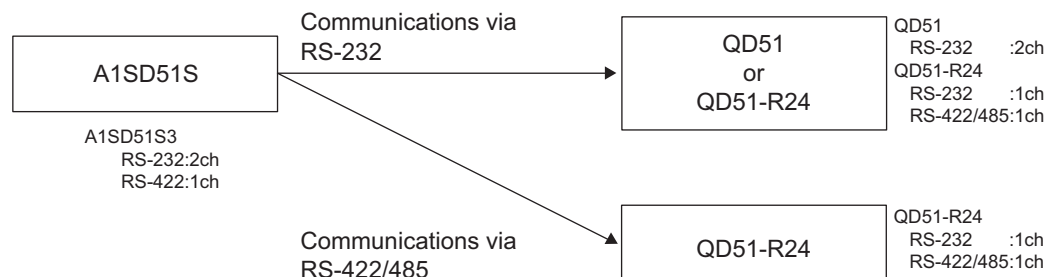 Communications via
RS-232
A1SD51S
A1SD51S3
RS-232:2ch
RS-422:1ch
QD51
or
QD51-R24
QD51
RS-232 :2ch
QD51-R24
RS-232 :1ch
RS-422/485:1ch
Communications via
RS-422/485
QD51-R24
QD51-R24
RS-232 :1ch
RS-422/485:1ch